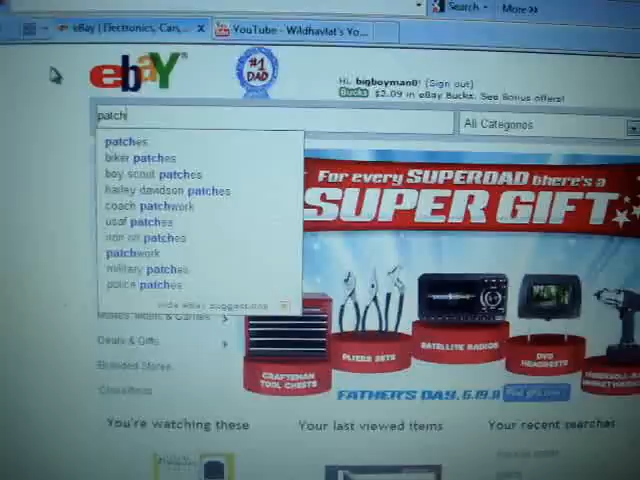 Search
More >>
eBay | Electronics, Cars,
YouTube - Wildhavlat's Yo...
ebaY
#1
DAD
Hi, bigboyman0! (Sign out)
Bucks $2.09 in eBay Bucks. See Bonus offers!
patch
All Categories
patches
biker patches
boy scout patches
harley davidson patches
coach patchwork
usaf patches
iron on patches
patchwork
military patches
police patches
hide eBay suggestions
For every SUPERDAD there's a
SUPER GIFT
Deals & Gifts
Branded Stores
Classifieds
CRAFTSMAN
TOOL CHESTS
PLIERS SETS
SATELLITE RADIOS
DVD
HEADRESTS
FATHER'S DAY, 6.19.11
You're watching these
Your last viewed items
Your recent searches